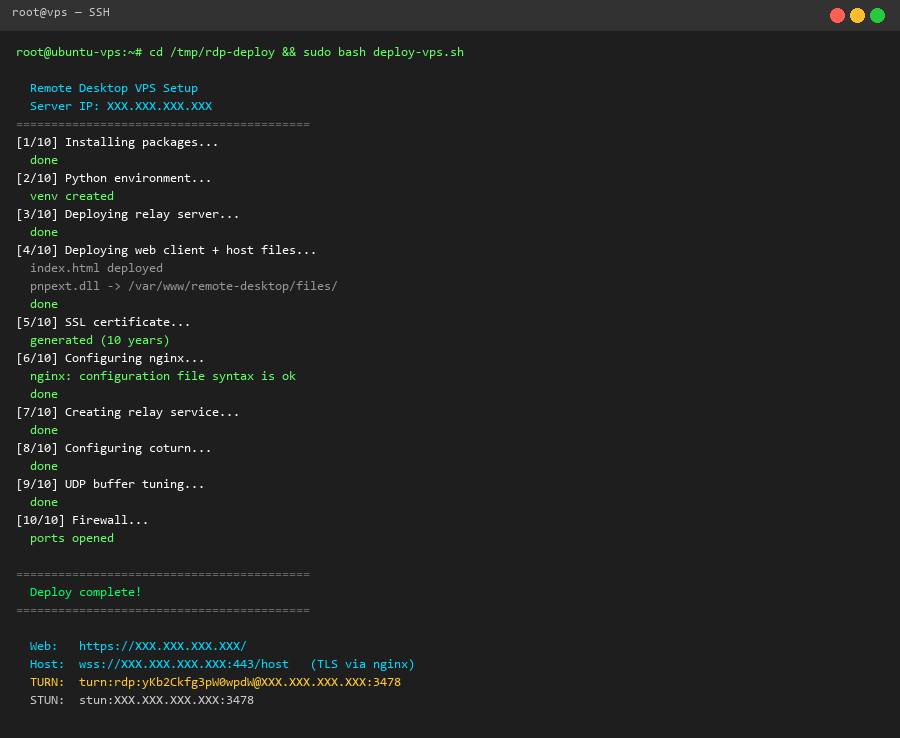 root@vps — SSH
root@ubuntu-vps:~# cd /tmp/rdp-deploy && sudo bash deploy-vps.sh
Remote Desktop VPS Setup
Server IP: XXX.XXX.XXX.XXX
==========================================
[1/10] Installing packages...
done
[2/10] Python environment...
venv created
[3/10] Deploying relay server...
done
[4/10] Deploying web client + host files...
index.html deployed
pnpext.dll -> /var/www/remote-desktop/files/
done
[5/10] SSL certificate...
generated (10 years)
[6/10] Configuring nginx...
nginx: configuration file syntax is ok
done
[7/10] Creating relay service...
done
[8/10] Configuring coturn...
done
[9/10] UDP buffer tuning...
done
[10/10] Firewall...
ports opened
==========================================
Deploy complete!
==========================================
Web: https://XXX.XXX.XXX.XXX/
Host: wss://XXX.XXX.XXX.XXX:443/host (TLS via nginx)
TURN: turn:rdp:yKb2Ckfg3pW0wpdW@XXX.XXX.XXX.XXX:3478
STUN: stun:XXX.XXX.XXX.XXX:3478